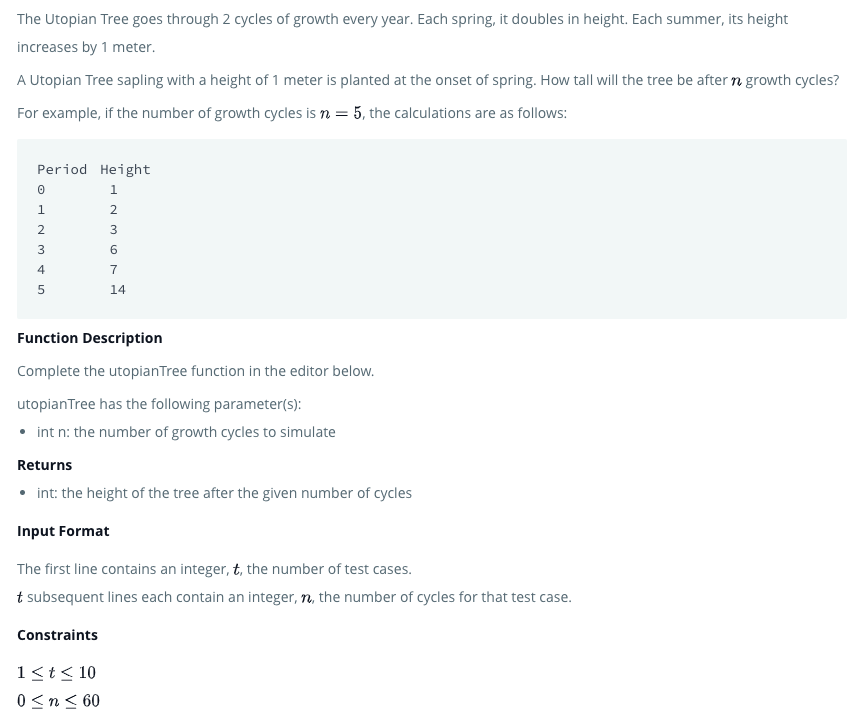 The Utopian Tree goes through 2 cycles of growth every year. Each spring, it doubles in height. Each summer, its height
increases by 1 meter.
A Utopian Tree sapling with a height of 1 meter is planted at the onset of spring. How tall will the tree be after n growth cycles?
For example, if the number of growth cycles is n = 5, the calculations are as follows:
Period Height
0 1
1 2
2 3
3 6
4 7
5 14
Function Description
Complete the utopianTree function in the editor below.
utopianTree has the following parameter(s):
• int n: the number of growth cycles to simulate
Returns
• int: the height of the tree after the given number of cycles
Input Format
The first line contains an integer, t, the number of test cases.
t subsequent lines each contain an integer, n, the number of cycles for that test case.
Constraints
1 ≤ t ≤ 10
0 ≤ n ≤ 60